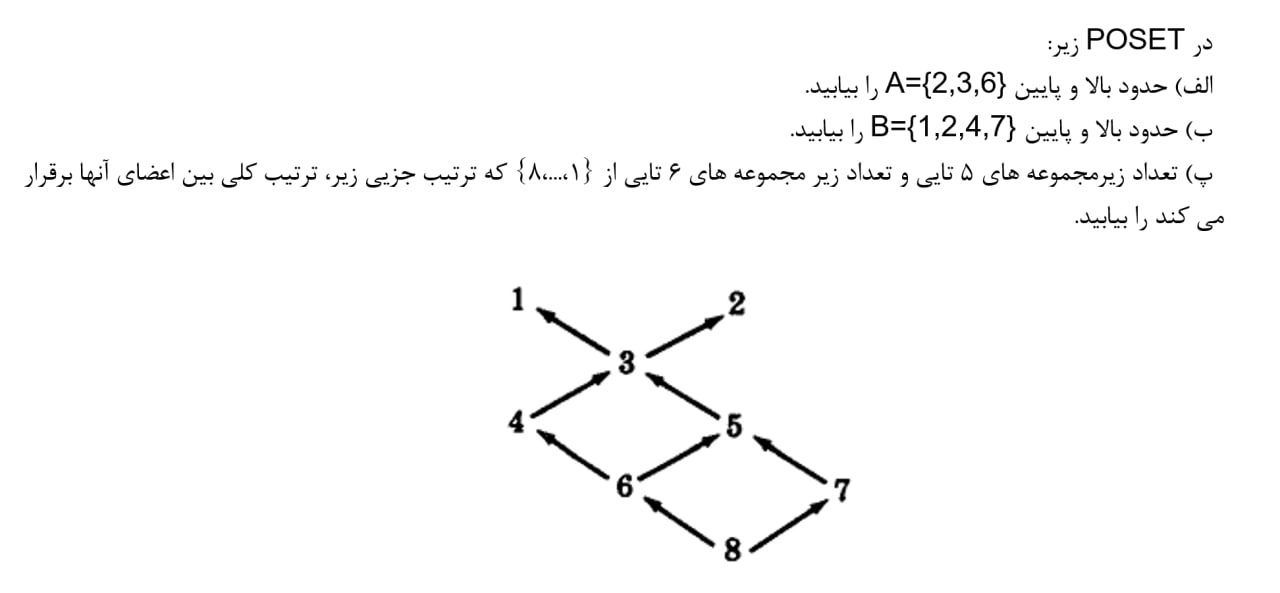 در POSET زیر:
الف) حدود بالا و پایین A={2,3,6} را بیابید.
ب) حدود بالا و پایین B={1,2,4,7} را بیابید.
پ) تعداد زیرمجموعه های ۵ تایی و تعداد زیر مجموعه های ۶ تایی از {۱،...،۸} که ترتیب جزیی زیر، ترتیب کلی بین اعضای آنها برقرار
می کند را بیابید.
1 2
3
4 5
6 7
8